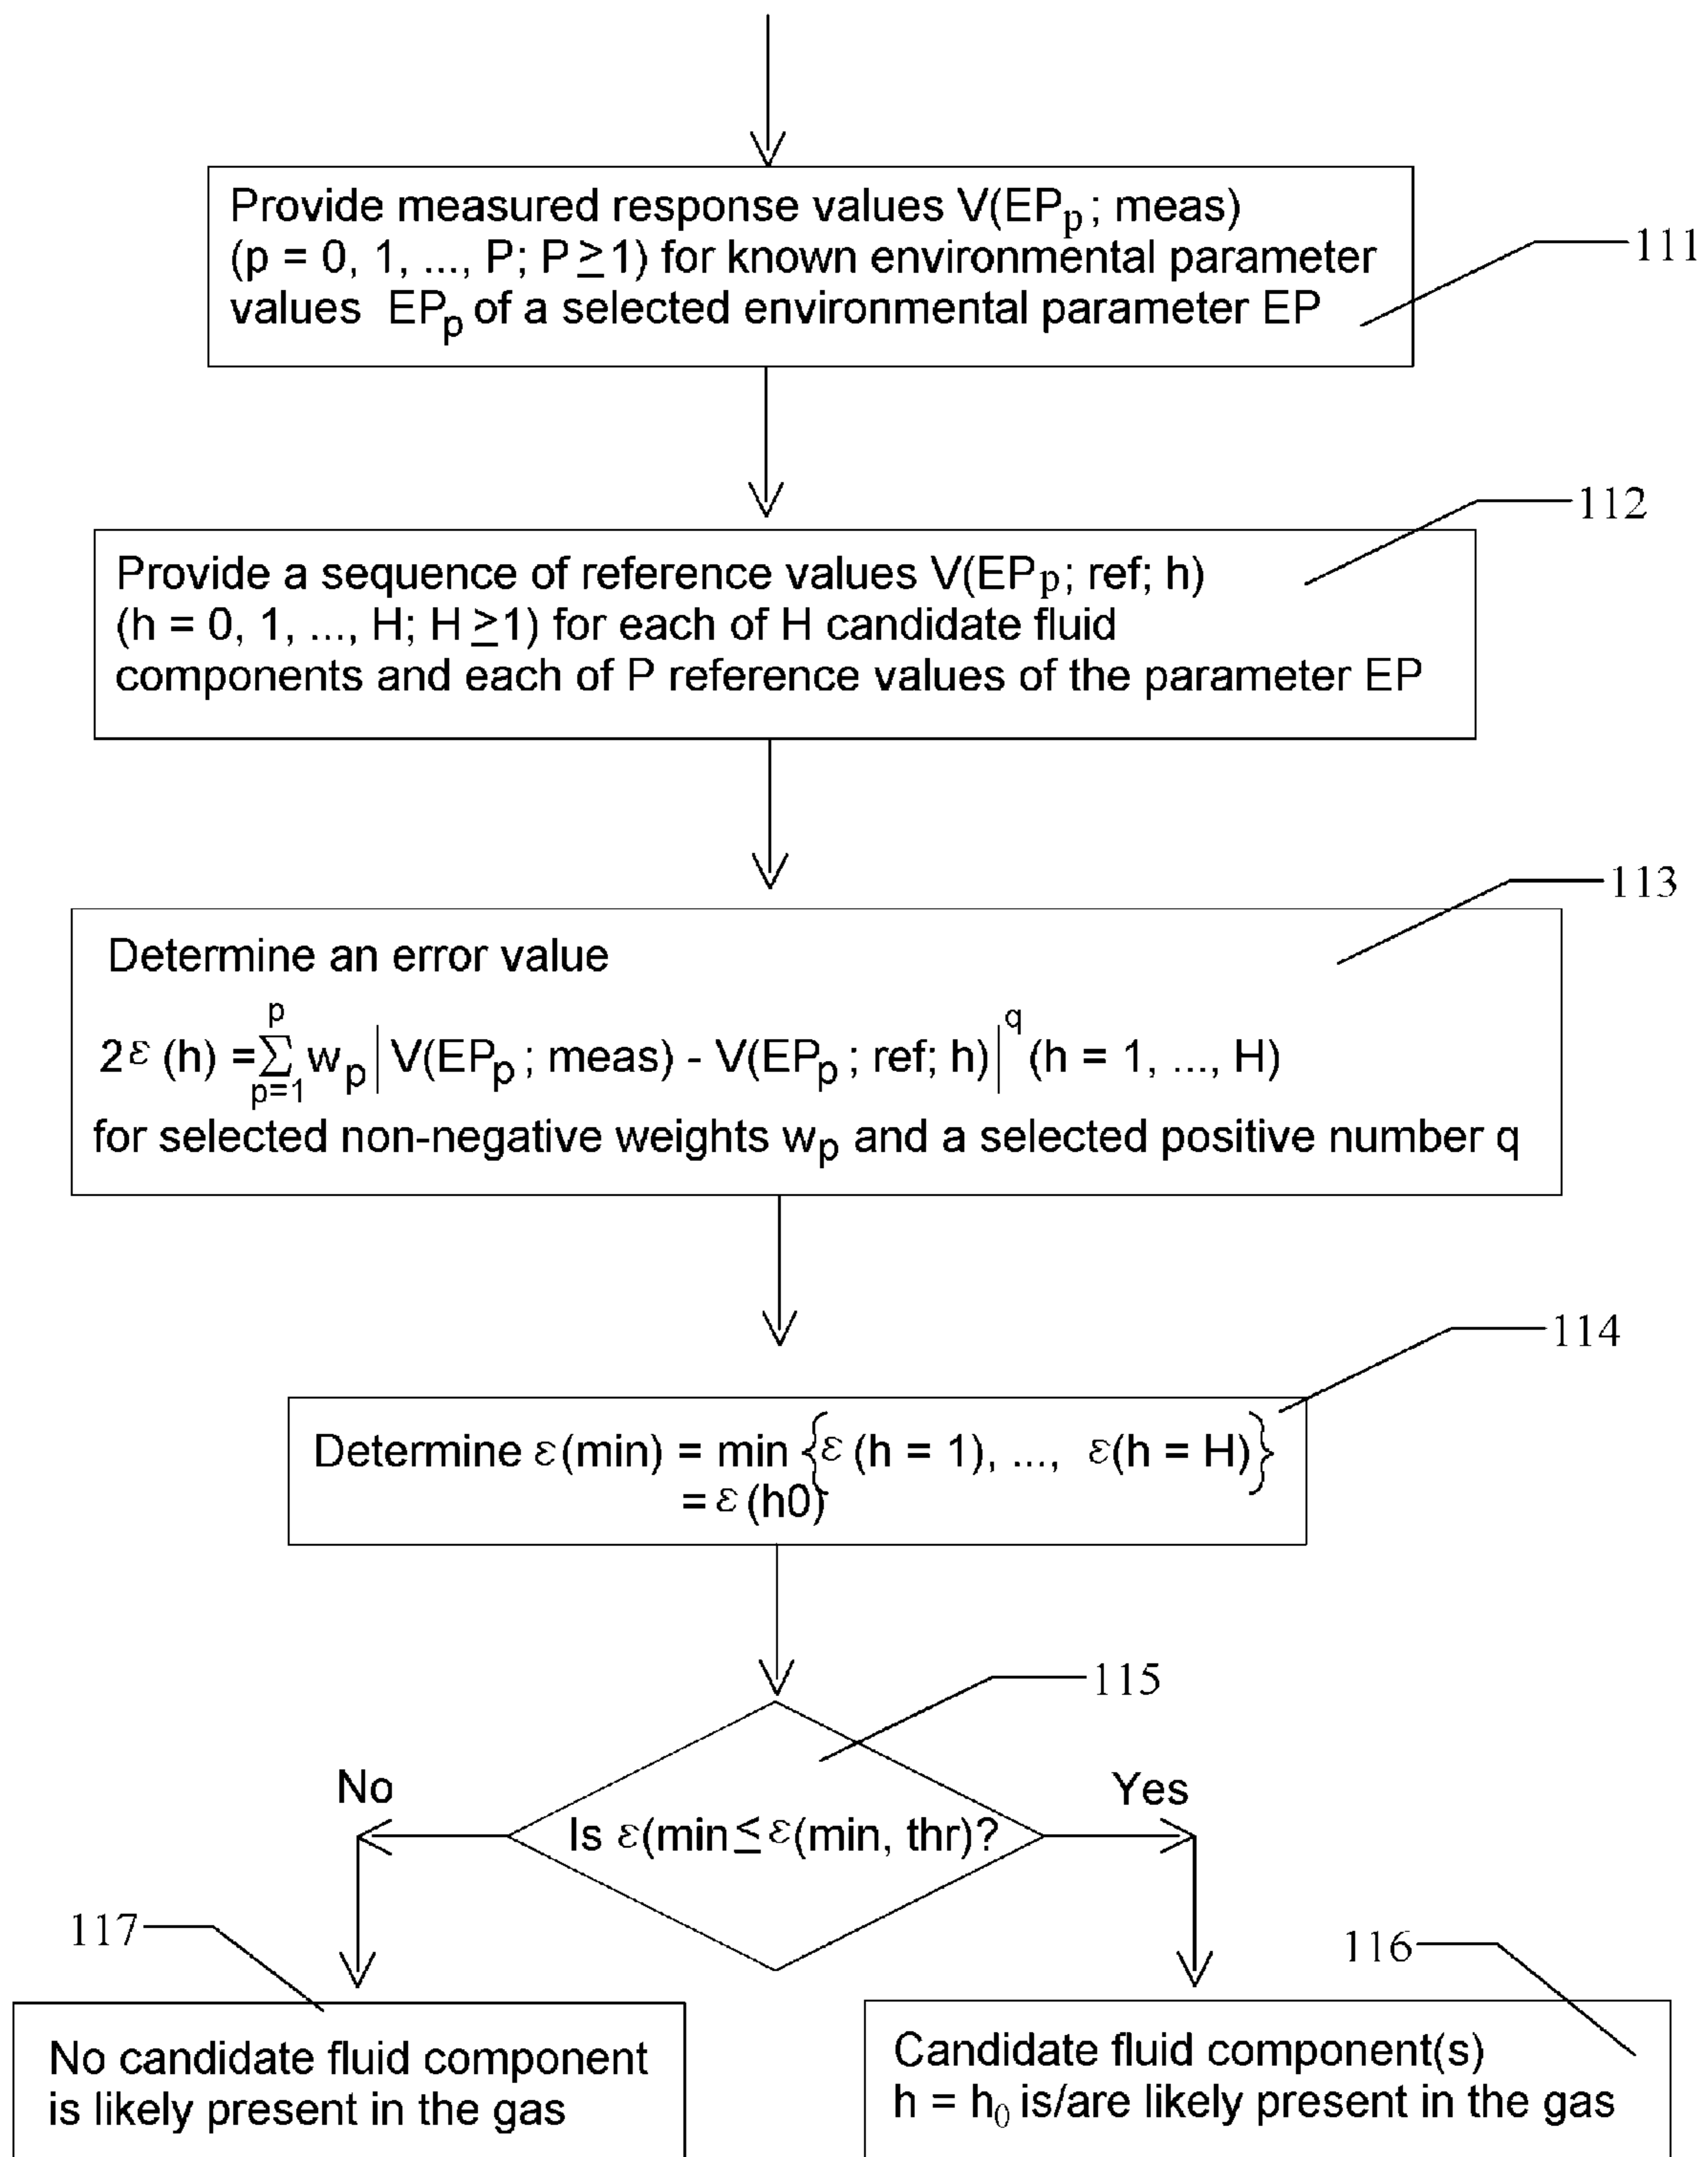 Provide measured response values V(EPp ; meas)
(p = 0, 1, ..., P; P ≥ 1) for known environmental parameter
values EPp of a selected environmental parameter EP
111
112
Provide a sequence of reference values V(EPp; ref; h)
(h = 0, 1, ..., H; H ≥1) for each of H candidate fluid
components and each of P reference values of the parameter EP
113
Determine an error value
p
2ε (h) = Σ wp | V(EPp ; meas) - V(EPp ; ref; h) |q (h = 1, ..., H)
p=1
for selected non-negative weights wp and a selected positive number q
114
Determine ε(min) = min {ε (h = 1), ..., ε(h = H)}
= ε (h0)
115
No
Yes
Is ε(min ≤ ε(min, thr)?
117
116
No candidate fluid component
is likely present in the gas
Candidate fluid component(s)
h = h0 is/are likely present in the gas